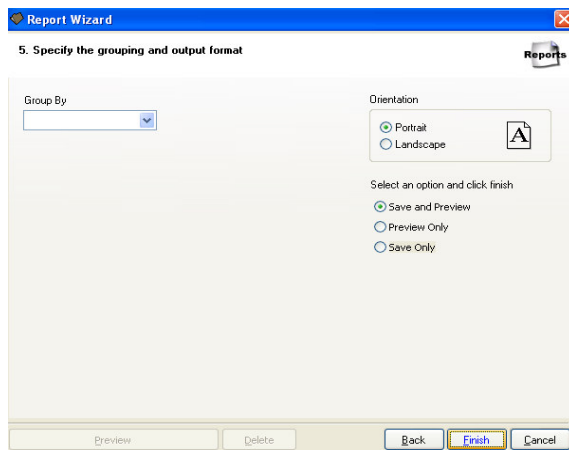 Report Wizard
5. Specify the grouping and output format
Reports
Group By
Orientation
Portrait
A
Landscape
Select an option and click finish
Save and Preview
Preview Only
Save Only
Preview
Delete
Back
Finish
Cancel